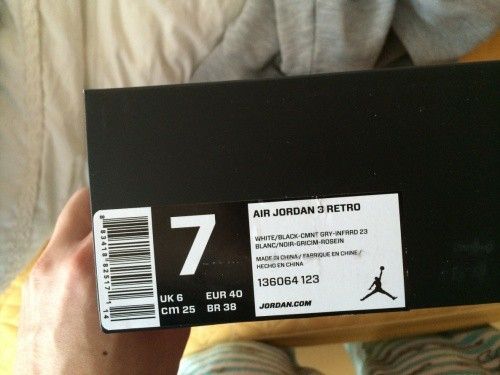 7
UK 6 EUR 40
cm 25 BR 38
AIR JORDAN 3 RETRO
WHITE/BLACK-CMNT GRY-INFRRD 23
BLANC/NOIR-GRICIM-ROSEIN
MADE IN CHINA / FABRIQUE EN CHINE /
HECHO EN CHINA
136064 123
JORDAN.COM